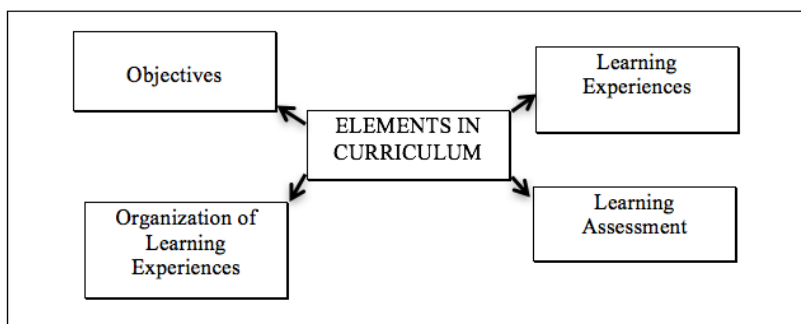 Objectives
Learning
Experiences
ELEMENTS IN
CURRICULUM
Organization of
Learning
Experiences
Learning
Assessment